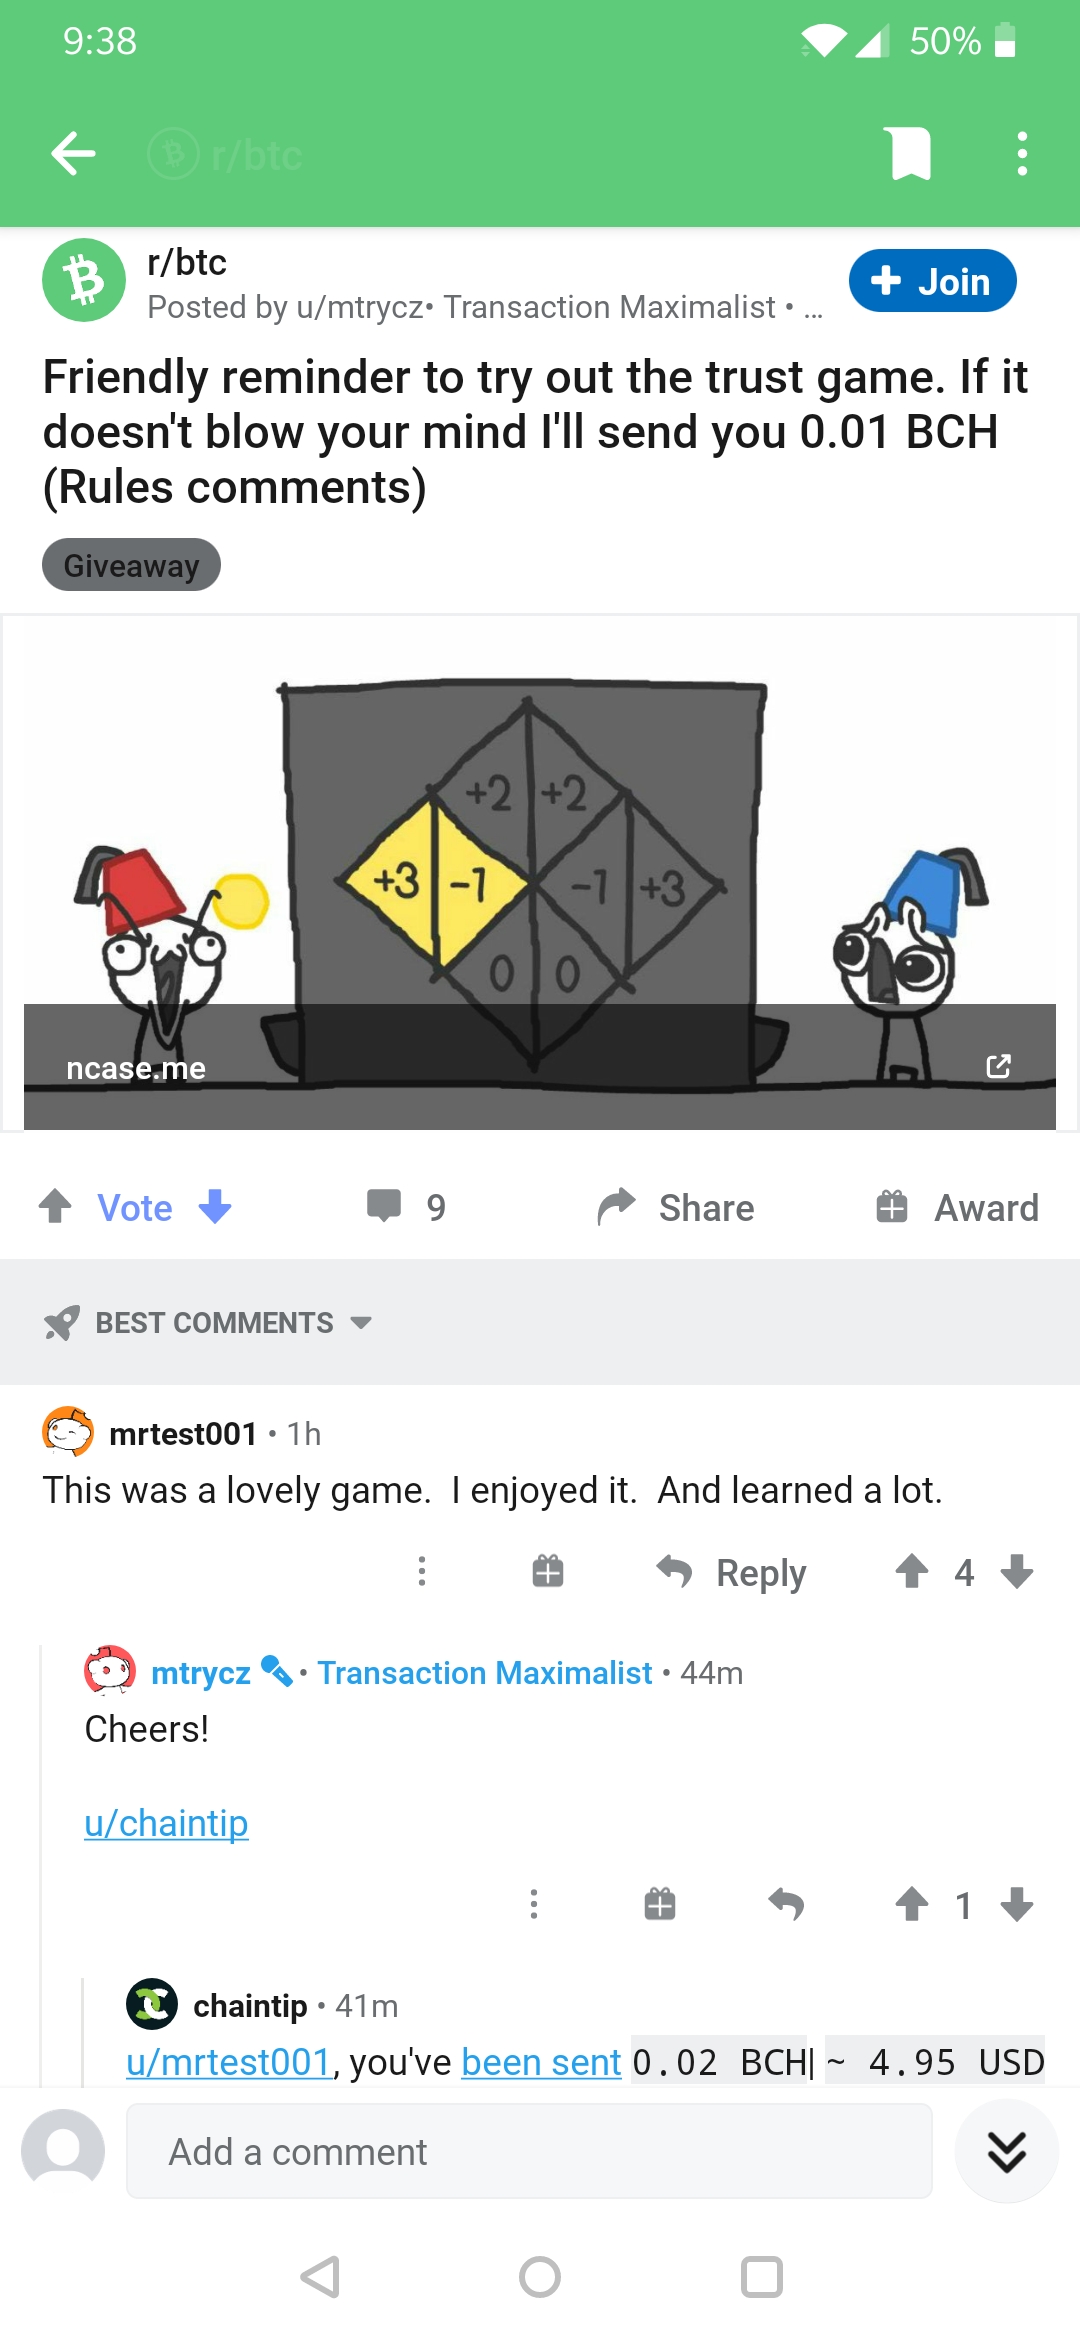 9:38
50%
r/btc
r/btc
Posted by u/mtrycz• Transaction Maximalist • ...
+ Join
Friendly reminder to try out the trust game. If it
doesn't blow your mind I'll send you 0.01 BCH
(Rules comments)
Giveaway
+2 +2
+3 -1 -1 +3
0 0
ncase.me
Vote
9
Share
Award
BEST COMMENTS
mrtest001 • 1h
This was a lovely game.  I enjoyed it.  And learned a lot.
Reply
4
mtrycz • Transaction Maximalist • 44m
Cheers!
u/chaintip
1
chaintip • 41m
u/mrtest001, you've been sent 0.02 BCH| ~ 4.95 USD
Add a comment